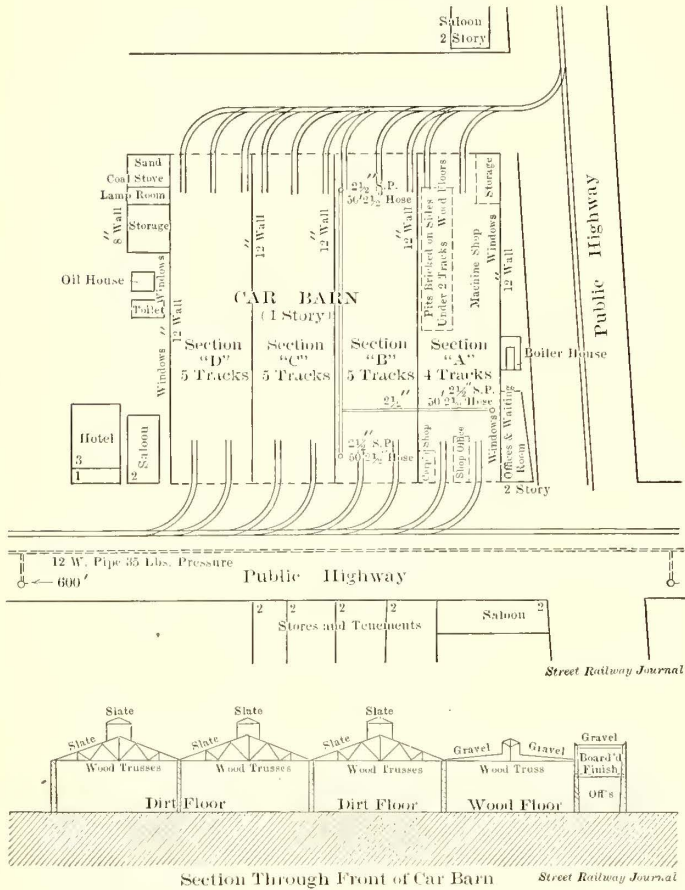 Saloon
2 Story
Public Highway
Sand
Coal Stove
Lamp Room
Storage
8" Wall
Oil House
Toilet
Windows
Windows
12" Wall
12" Wall
12" Wall
12" Wall
2½" S.P.
50' 2½" Hose
Pits Bricked on Sides
Under 2 Tracks Wood Floors
Storage
Machine Shop
Windows
12" Wall
CAR BARN
(1 Story)
Section
"D"
5 Tracks
Section
"C"
5 Tracks
Section
"B"
5 Tracks
Section
"A"
4 Tracks
Boiler House
2½" S.P.
50' 2½" Hose
2½"
2½" S.P.
50' 2½" Hose
Carp'r Shop
Shop Office
Windows
Offices & Waiting
Room
2 Story
Hotel
3
1
Saloon
2
12" W. Pipe 35 Lbs. Pressure
600'
Public Highway
2 2 2 2
Stores and Tenements
Saloon 2
Street Railway Journal
Slate Slate Slate
Slate Slate Slate Gravel Gravel Gravel
Wood Trusses Wood Trusses Wood Trusses Wood Truss Board'd
Finish
Off's
Dirt Floor Dirt Floor Wood Floor
Section Through Front of Car Barn
Street Railway Journal